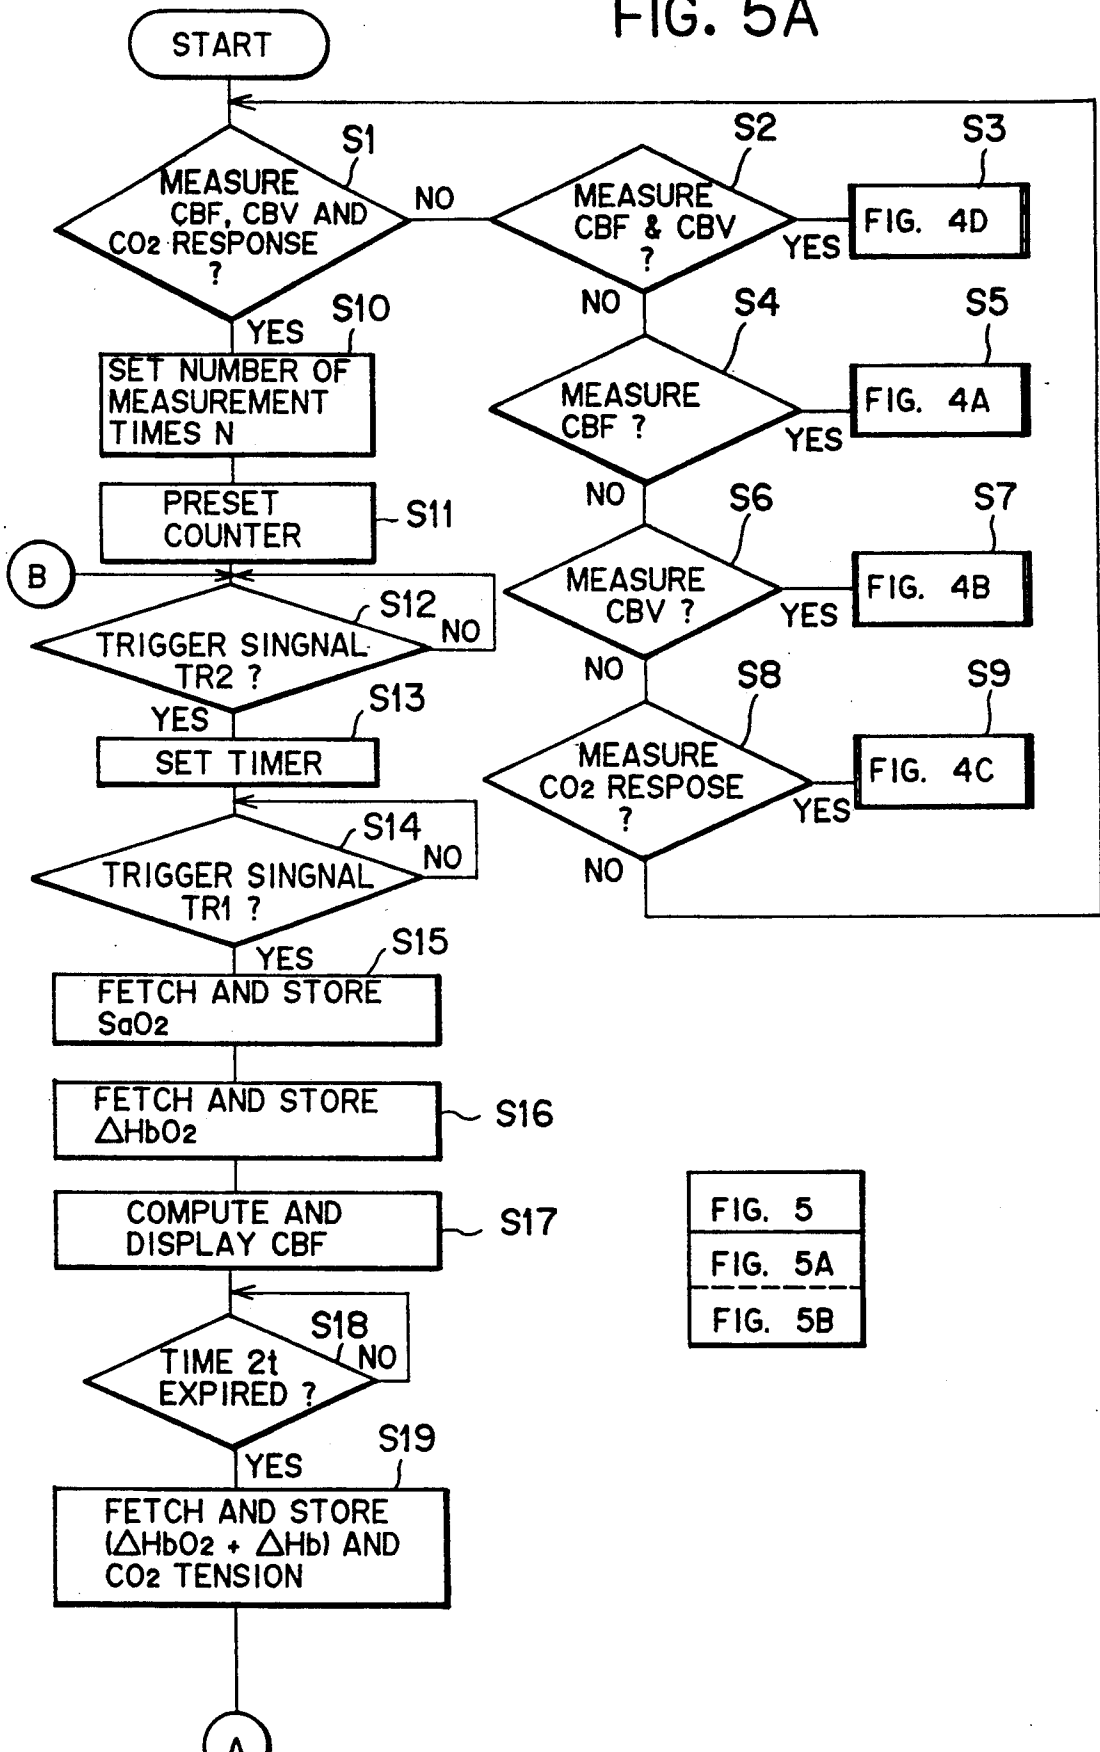 FIG. 5A
START
S1
MEASURE
CBF, CBV AND
CO2 RESPONSE
?
NO
YES
S2
MEASURE
CBF & CBV
?
YES
NO
S3
FIG. 4D
S4
MEASURE
CBF ?
YES
NO
S5
FIG. 4A
S6
MEASURE
CBV ?
YES
NO
S7
FIG. 4B
S8
MEASURE
CO2 RESPOSE
?
YES
NO
S9
FIG. 4C
S10
SET NUMBER OF
MEASUREMENT
TIMES N
PRESET
COUNTER
S11
B
S12
TRIGGER SINGNAL
TR2 ?
NO
YES
S13
SET TIMER
S14
TRIGGER SINGNAL
TR1 ?
NO
YES
S15
FETCH AND STORE
SaO2
FETCH AND STORE
△HbO2
S16
COMPUTE AND
DISPLAY CBF
S17
S18
TIME 2t
EXPIRED ?
NO
YES
S19
FETCH AND STORE
(△HbO2 + △Hb) AND
CO2 TENSION
A
FIG. 5
FIG. 5A
FIG. 5B